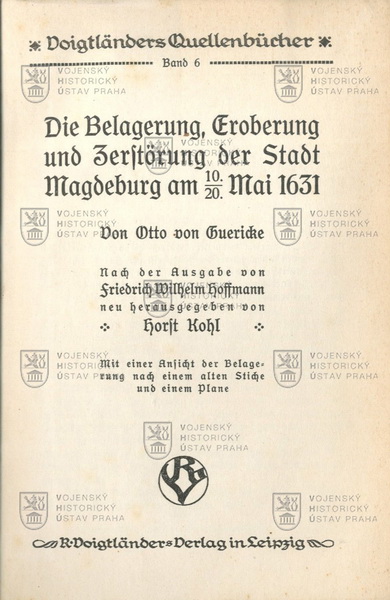 Voigtländers Quellenbücher
Band 6
Die Belagerung, Eroberung
und Zerstörung der Stadt
Magdeburg am 10./20. Mai 1631
Von Otto von Guericke
Nach der Ausgabe von
Friedrich Wilhelm Hoffmann
neu herausgegeben von
Horst Kohl
Mit einer Ansicht der Belage-
rung nach einem alten Stiche
und einem Plane
R. Voigtländers Verlag in Leipzig
VOJENSKÝ
HISTORICKÝ
ÚSTAV PRAHA